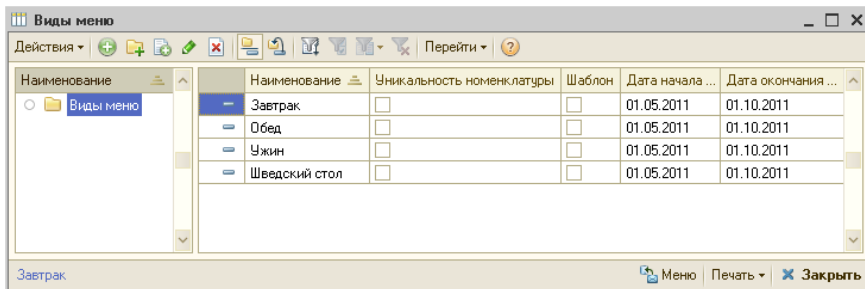 Виды меню
Действия Перейти
Наименование
Виды меню
Наименование Уникальность номенклатуры Шаблон Дата начала ... Дата окончания ...
Завтрак 01.05.2011 01.10.2011
Обед 01.05.2011 01.10.2011
Ужин 01.05.2011 01.10.2011
Шведский стол 01.05.2011 01.10.2011
Завтрак Меню Печать Закрыть